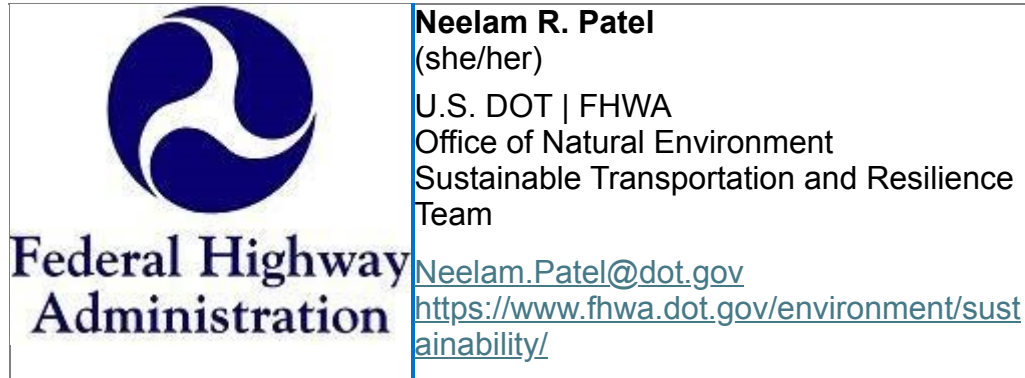 Federal Highway
Administration
Neelam R. Patel
(she/her)
U.S. DOT | FHWA
Office of Natural Environment
Sustainable Transportation and Resilience
Team
Neelam.Patel@dot.gov
https://www.fhwa.dot.gov/environment/sust
ainability/